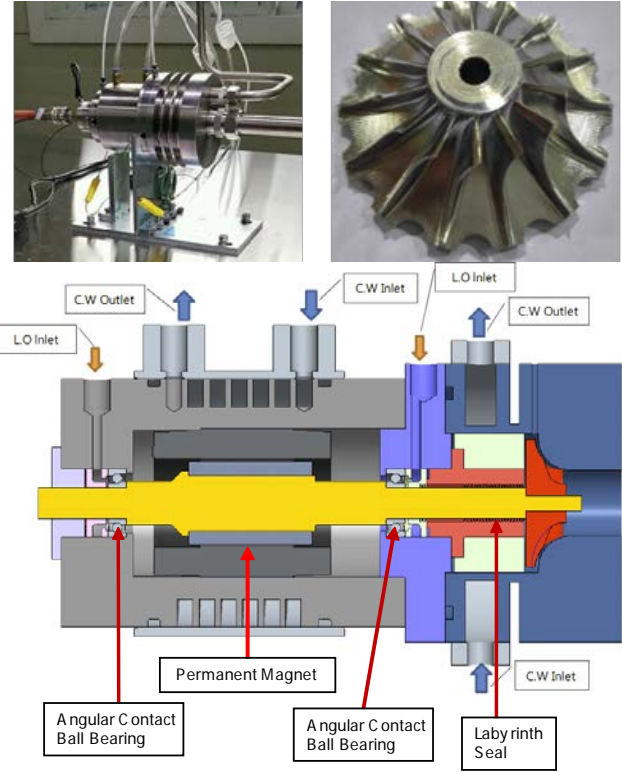 L.O Inlet
C.W Outlet
C.W Inlet
L.O Inlet
C.W Outlet
C.W Inlet
Permanent Magnet
Angular Contact
Ball Bearing
Angular Contact
Ball Bearing
Labyrinth
Seal